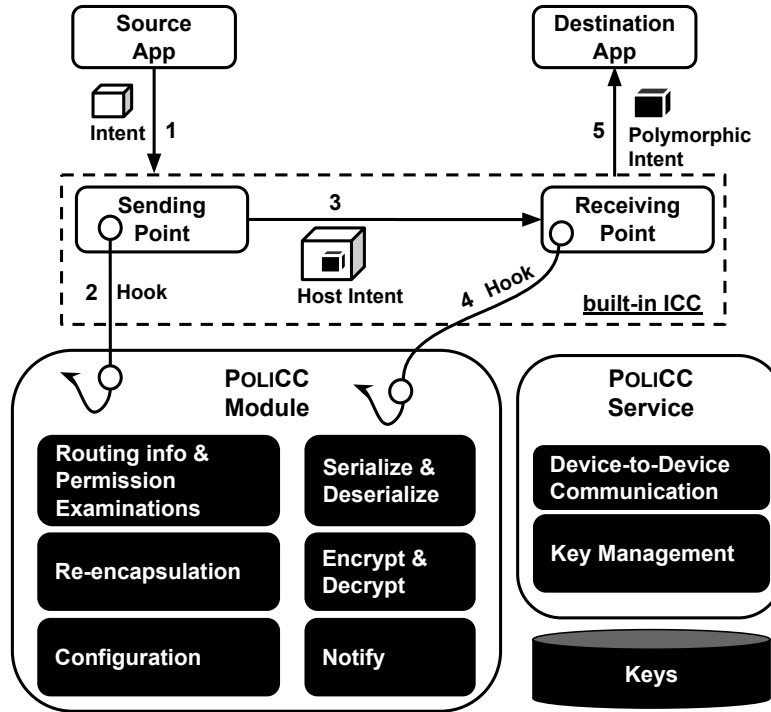 Source
App
Destination
App
Intent
1
5
Polymorphic
Intent
Sending
Point
3
Receiving
Point
2
Hook
Host Intent
4 Hook
built-in ICC
POLICC
Module
POLICC
Service
Routing info &
Permission
Examinations
Serialize &
Deserialize
Device-to-Device
Communication
Re-encapsulation
Encrypt &
Decrypt
Key Management
Configuration
Notify
Keys